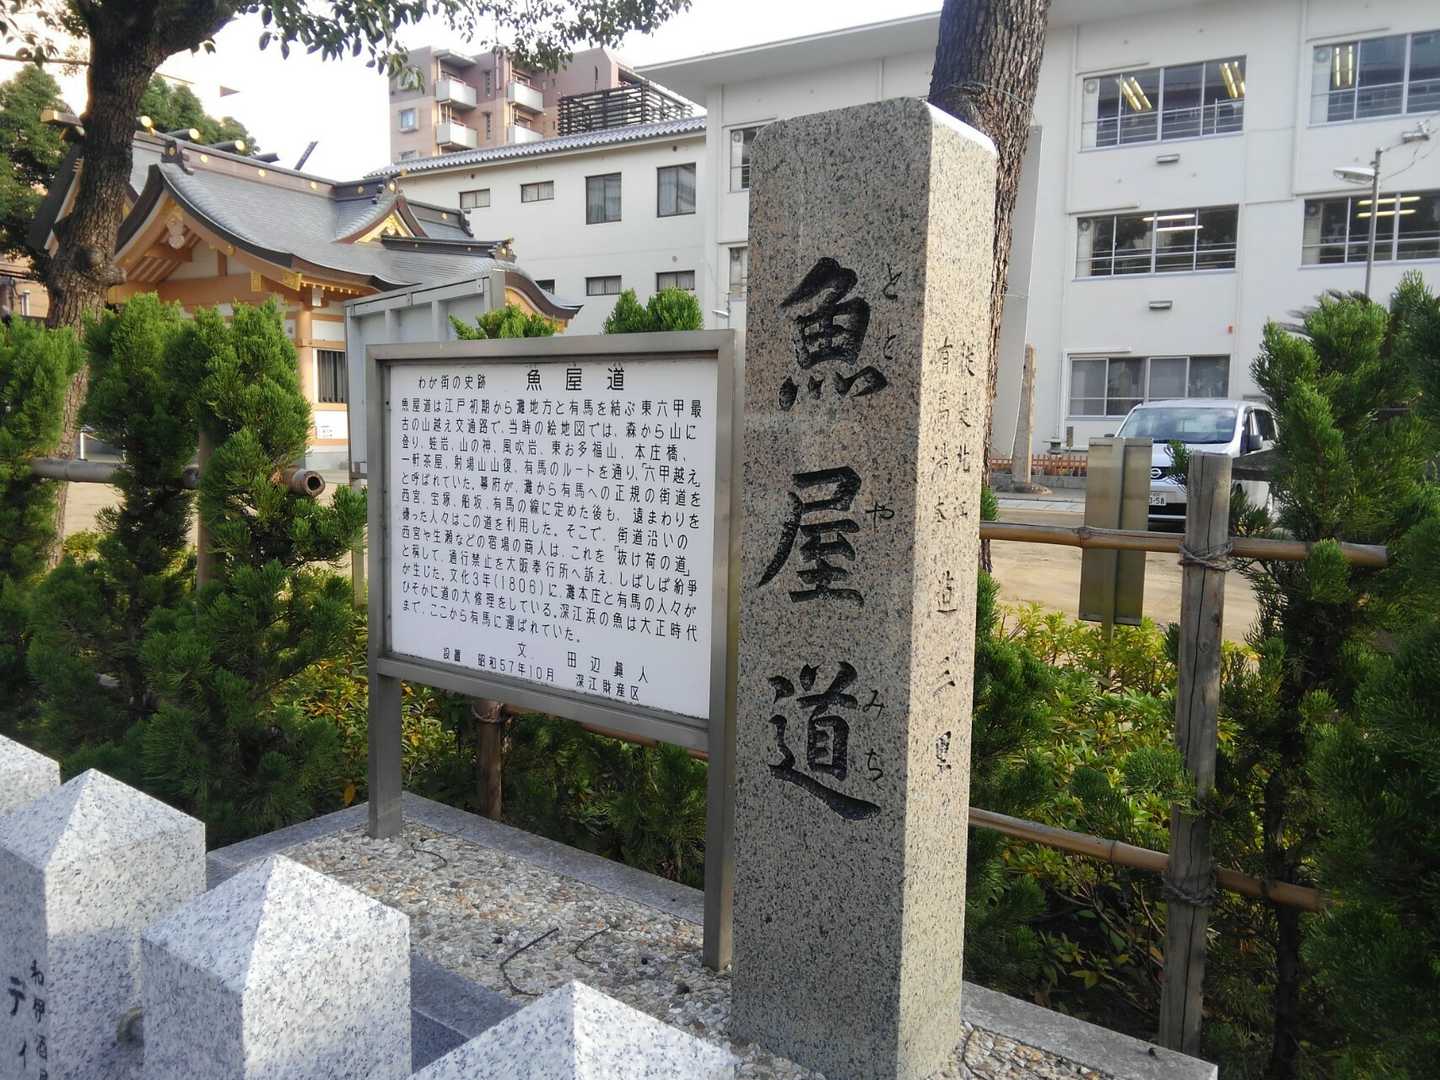 わが街の史跡 魚屋道
魚屋道は江戸初期から灘地方と有馬を結ぶ東六甲最
古の山越え交通路で、当時の絵地図では、森から山に
登り、蛙岩、山の神、風吹岩、東お多福山、本庄橋、
一軒茶屋、射場山山復、有馬のルートを通り、「六甲越え」
と呼ばれていた。幕府が、灘から有馬への正規の街道を
西宮、宝塚、船坂、有馬の線に定めた後も、遠まわりを
嫌った人々はこの道を利用した。そこで、街道沿いの
西宮や生瀬などの宿場の商人は、これを「抜け荷の道」
と称して、通行禁止を大阪奉行所へ訴え、しばしば紛争
が生じた。文化3年(1806)に、灘本庄と有馬の人々が
ひそかに道の大修理をしている。深江浜の魚は大正時代
まで、ここから有馬に運ばれていた。
文 田辺眞人
設置 昭和57年10月 深江財産区
魚屋道
ととやみち
従是北
有馬湯本 道三里